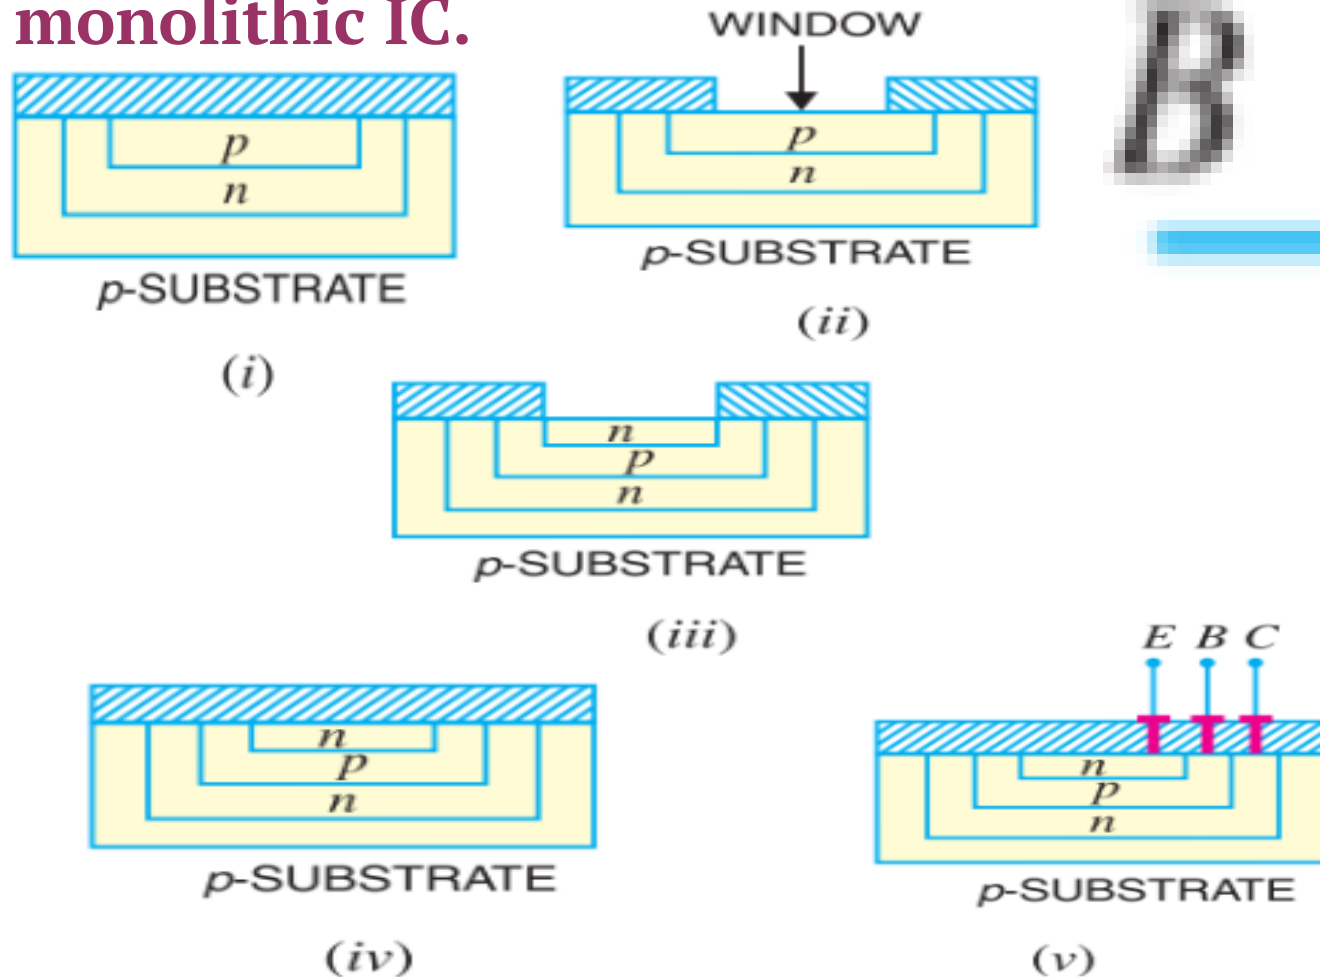 monolithic IC.
WINDOW
B
p
n
p-SUBSTRATE
(i)
p
n
p-SUBSTRATE
(ii)
n
p
n
p-SUBSTRATE
(iii)
n
p
n
p-SUBSTRATE
(iv)
E B C
n
p
n
p-SUBSTRATE
(v)